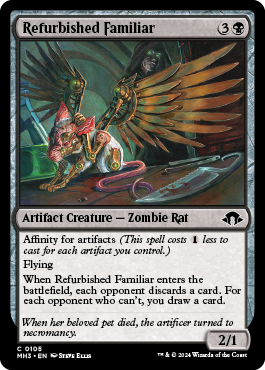 Refurbished Familiar 3
Artifact Creature — Zombie Rat
Affinity for artifacts (This spell costs 1 less to
cast for each artifact you control.)
Flying
When Refurbished Familiar enters the
battlefield, each opponent discards a card. For
each opponent who can't, you draw a card.
When her beloved pet died, the artificer turned to
necromancy.
2/1
C 0105
MH3 • EN Steve Ellis
™ & © 2024 Wizards of the Coast